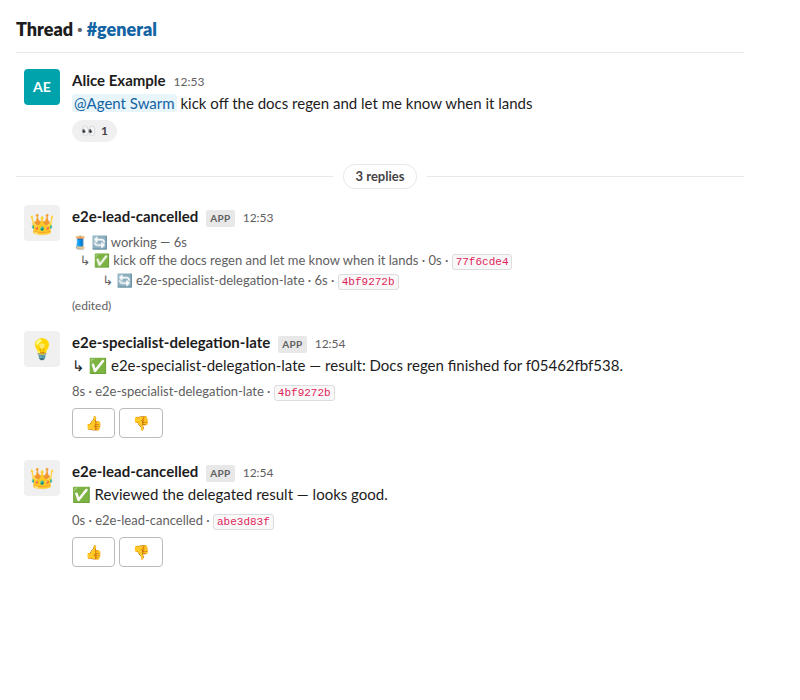 Thread • #general
AE
Alice Example 12:53
@Agent Swarm kick off the docs regen and let me know when it lands
👀 1
3 replies
e2e-lead-cancelled APP 12:53
🧵 🔄 working — 6s
↳ ✅ kick off the docs regen and let me know when it lands · 0s · 77f6cde4
↳ 🔄 e2e-specialist-delegation-late · 6s · 4bf9272b
(edited)
e2e-specialist-delegation-late APP 12:54
↳ ✅ e2e-specialist-delegation-late — result: Docs regen finished for f05462fbf538.
8s · e2e-specialist-delegation-late · 4bf9272b
👍 👎
e2e-lead-cancelled APP 12:54
✅ Reviewed the delegated result — looks good.
0s · e2e-lead-cancelled · abe3d83f
👍 👎